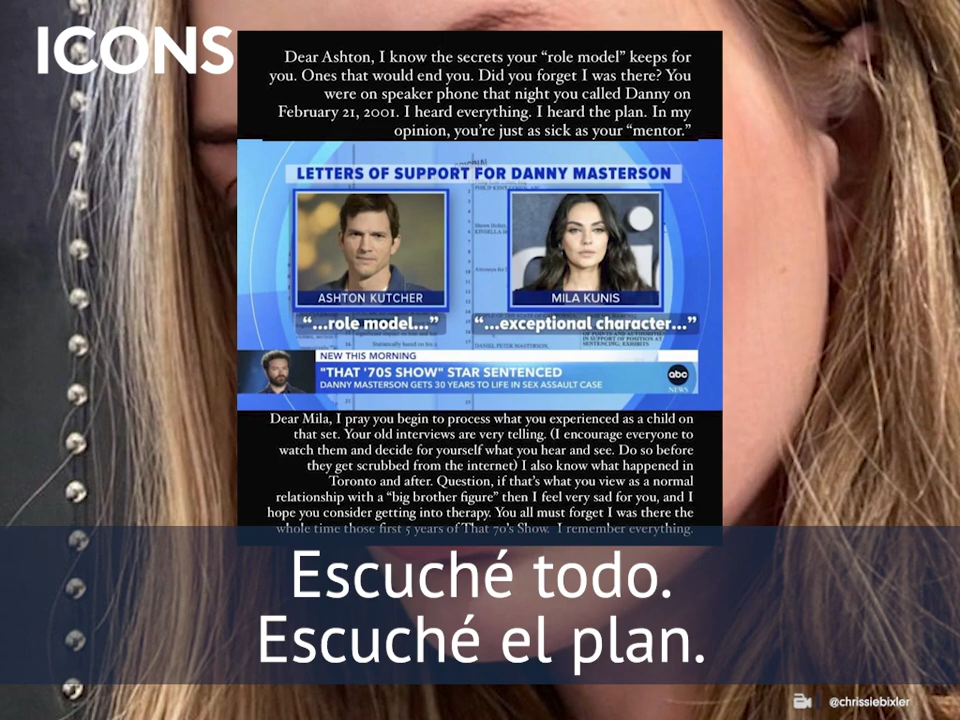 ICONS
Dear Ashton, I know the secrets your “role model” keeps for
you. Ones that would end you. Did you forget I was there? You
were on speaker phone that night you called Danny on
February 21, 2001. I heard everything. I heard the plan. In my
opinion, you’re just as sick as your “mentor.”
LETTERS OF SUPPORT FOR DANNY MASTERSON
ASHTON KUTCHER
MILA KUNIS
“...role model...”
“...exceptional character...”
DANIEL PETER MASTERSON
IN SUPPORT OF POSITION AT
SENTENCING; EXHIBITS
NEW THIS MORNING
"THAT '70S SHOW" STAR SENTENCED
DANNY MASTERSON GETS 30 YEARS TO LIFE IN SEX ASSAULT CASE
abc
NEWS
Dear Mila, I pray you begin to process what you experienced as a child on
that set. Your old interviews are very telling. (I encourage everyone to
watch them and decide for yourself what you hear and see. Do so before
they get scrubbed from the internet) I also know what happened in
Toronto and after. Question, if that’s what you view as a normal
relationship with a “big brother figure” then I feel very sad for you, and I
hope you consider getting into therapy. You all must forget I was there the
whole time those first 5 years of That 70’s Show. I remember everything.
Escuché todo.
Escuché el plan.
@chrissiebixler